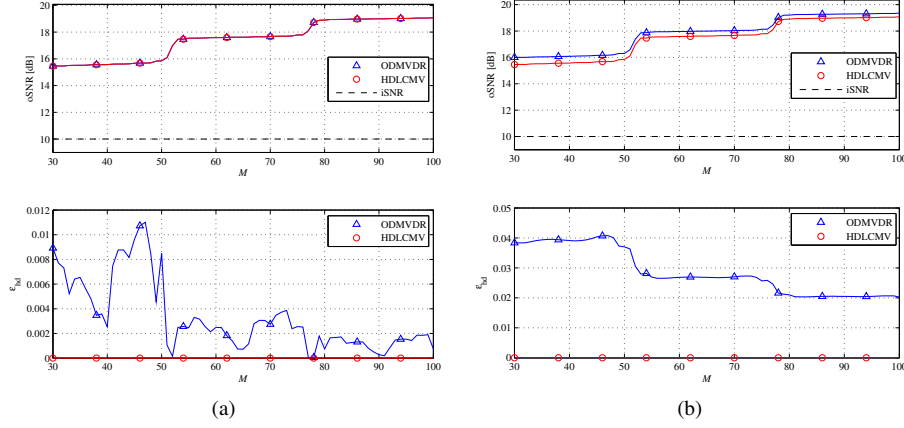 oSNR [dB]
20
18
16
14
12
10
ODMVDR
HDLCMV
iSNR
30 40 50 60 70 80 90 100
M
ε_hd
0.012
0.01
0.008
0.006
0.004
0.002
0
ODMVDR
HDLCMV
30 40 50 60 70 80 90 100
M
(a)
oSNR [dB]
20
18
16
14
12
10
ODMVDR
HDLCMV
iSNR
30 40 50 60 70 80 90 100
M
ε_hd
0.05
0.04
0.03
0.02
0.01
0.00
ODMVDR
HDLCMV
30 40 50 60 70 80 90 100
M
(b)